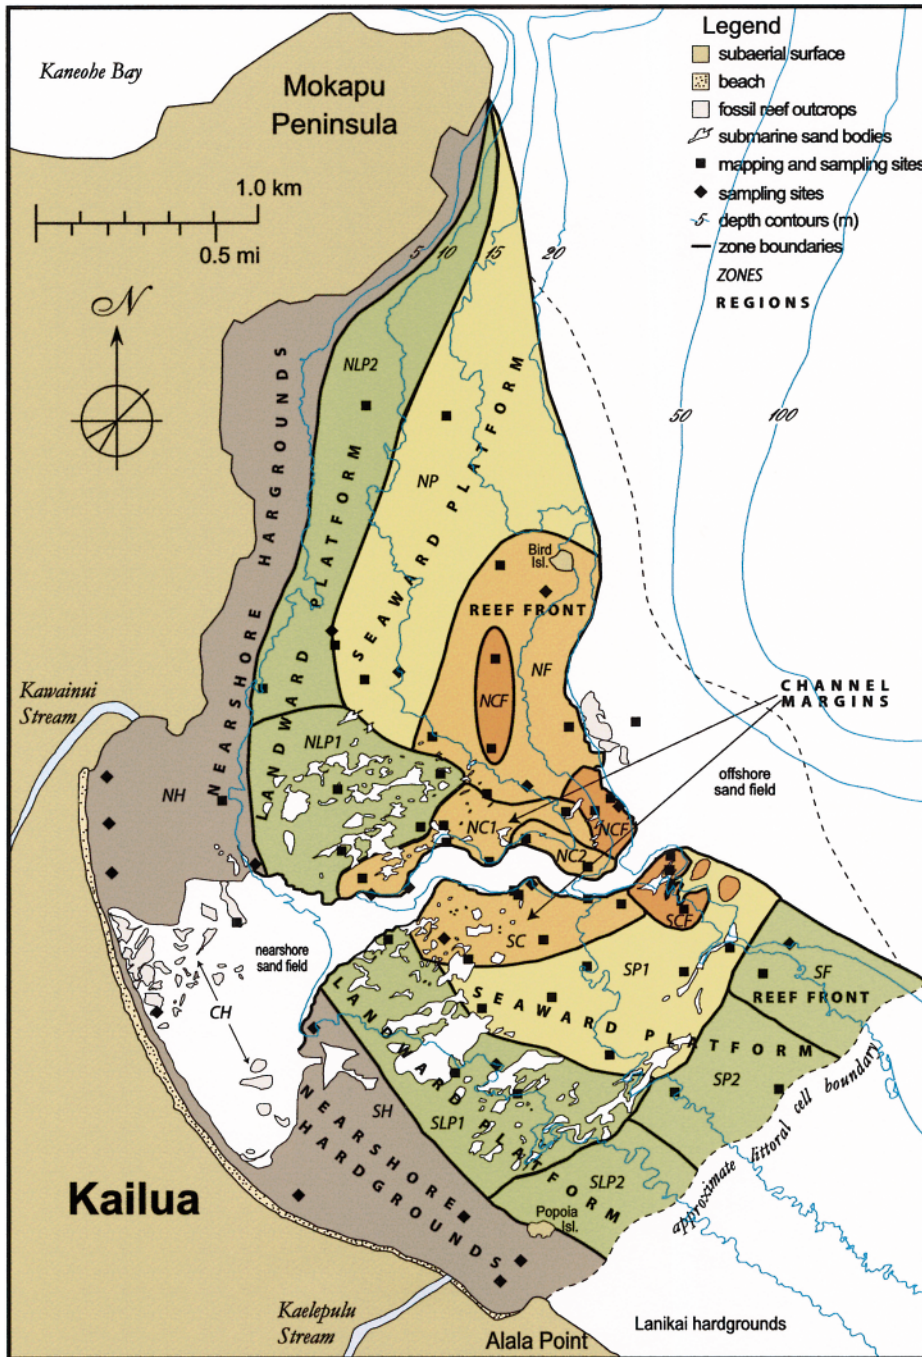 Kaneohe Bay
Mokapu
Peninsula
1.0 km
0.5 mi
N
Legend
subaerial surface
beach
fossil reef outcrops
submarine sand bodies
mapping and sampling sites
sampling sites
5 depth contours (m)
zone boundaries
ZONES
REGIONS
5 10 15 20
50 100
NLP2
NP
NEARSHORE HARGROUNDS
LANDWARD PLATFORM
SEAWARD PLATFORM
Bird
Isl.
REEF FRONT
NF
NCF
Kawainui
Stream
CHANNEL
MARGINS
NLP1
NH
offshore
sand field
NC1
NC2
NCF
SCF
SC
nearshore
sand field
CH
SP1
SF
REEF FRONT
SEAWARD PLATFORM
SP2
LANDWARD PLATFORM
SH
SLP1
SLP2
NEARSHORE
HARDGROUNDS
approximate littoral cell boundary
Kailua
Popoia
Isl.
Kaelepulu
Stream
Alala Point
Lanikai hardgrounds